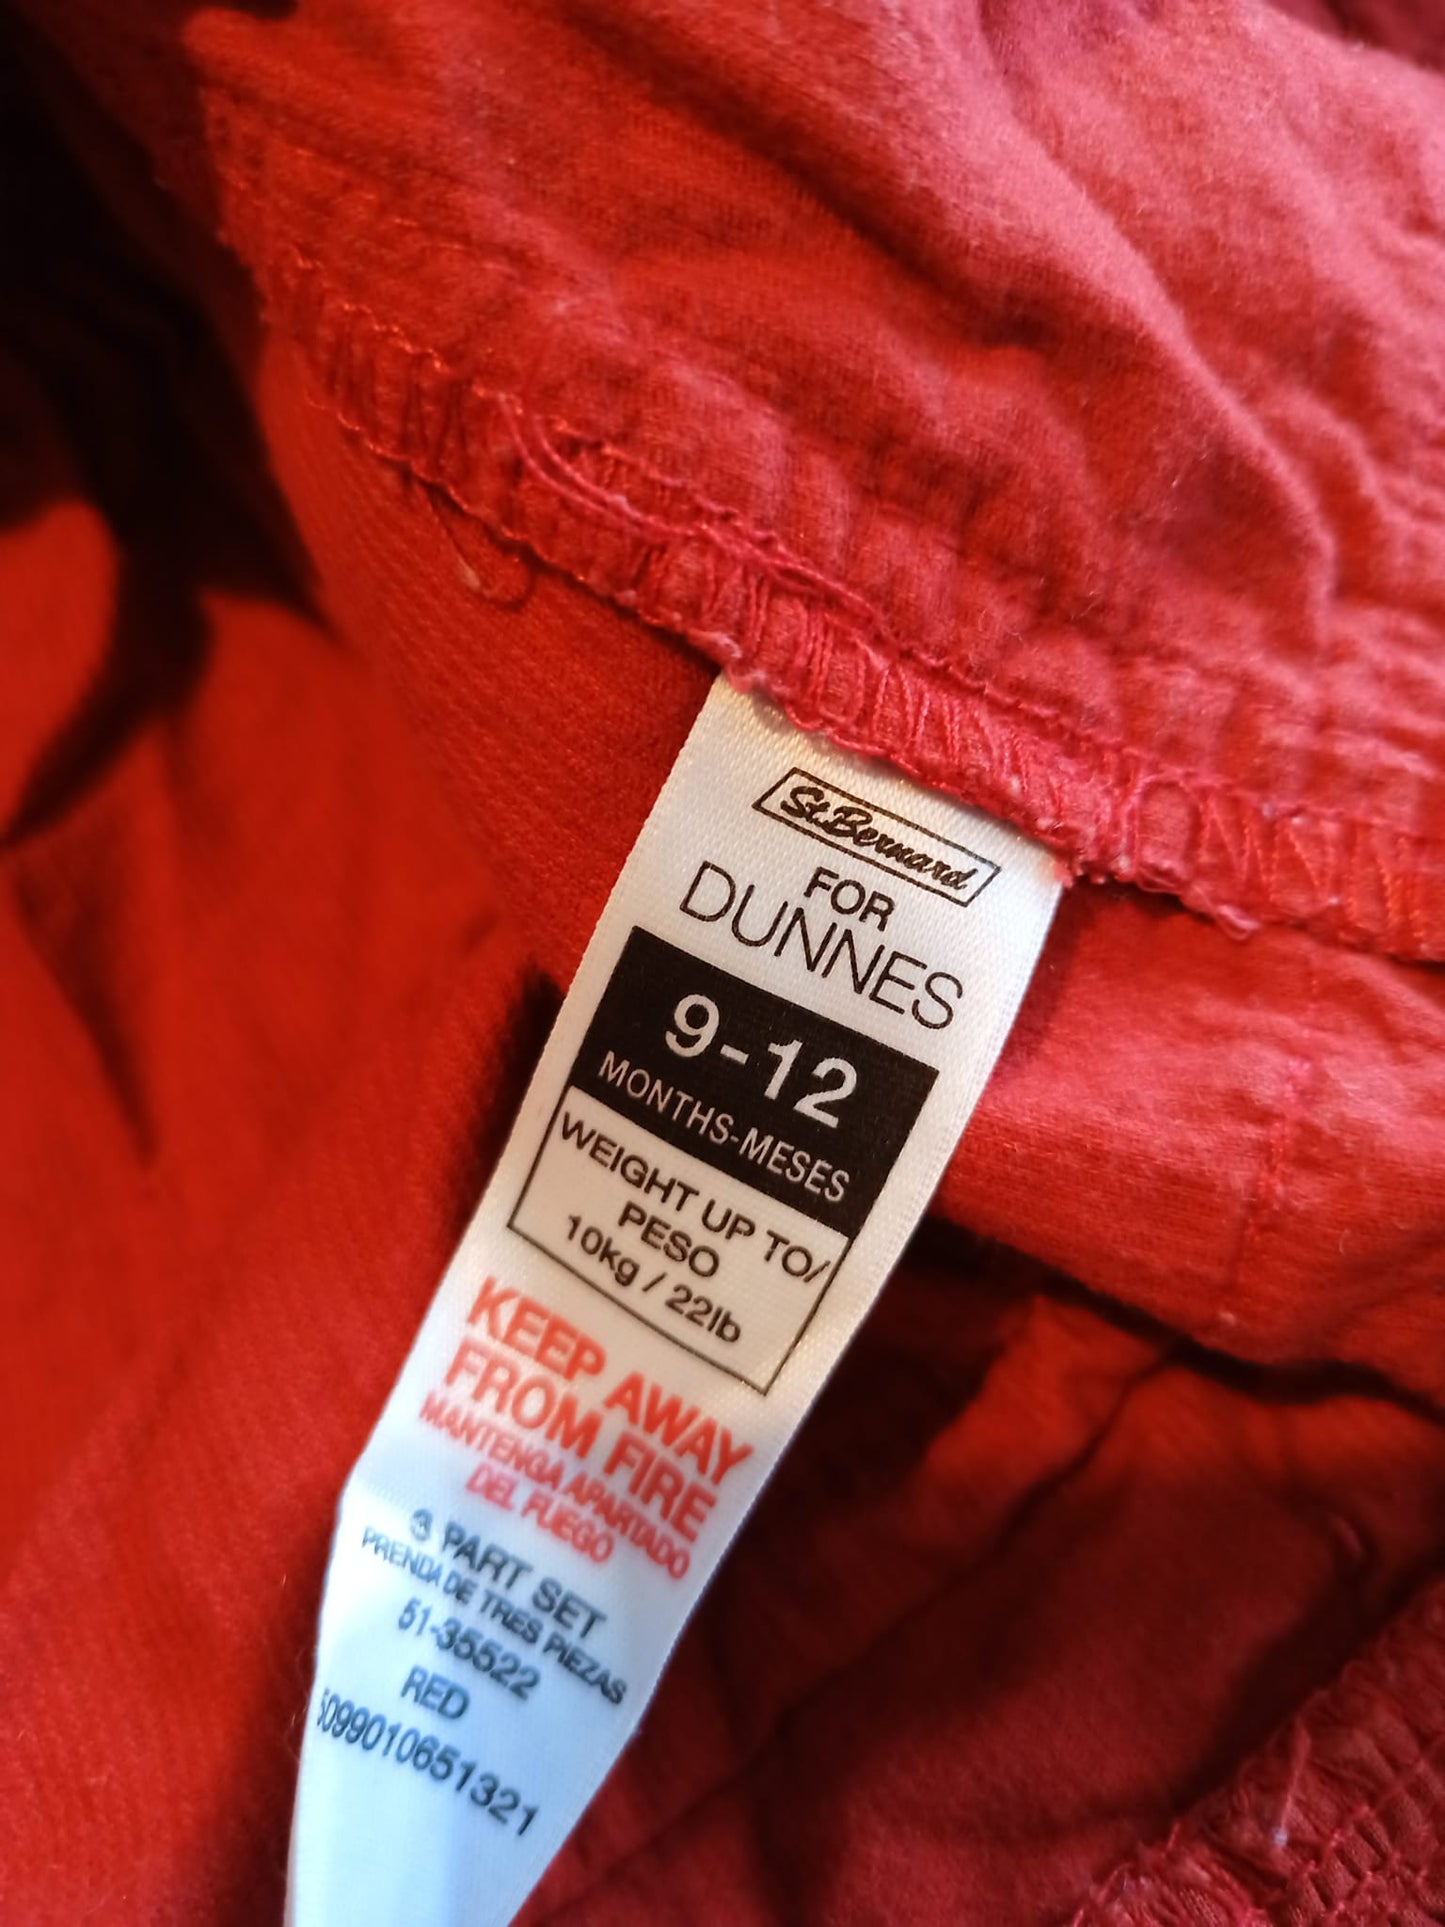 St.Bernard
FOR
DUNNES
9-12
MONTHS-MESES
WEIGHT UP TO/
PESO
10kg / 22lb
KEEP AWAY
FROM FIRE
MANTENGA APARTADO
DEL FUEGO
3 PART SET
PRENDA DE TRES PIEZAS
51-35522
RED
5099010651321